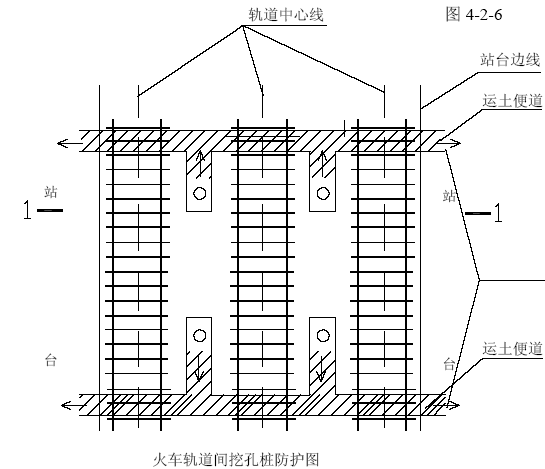 轨道中心线
图 4-2-6
站台边线
运土便道
站
站
1
1
台
台
运土便道
火车轨道间挖孔桩防护图